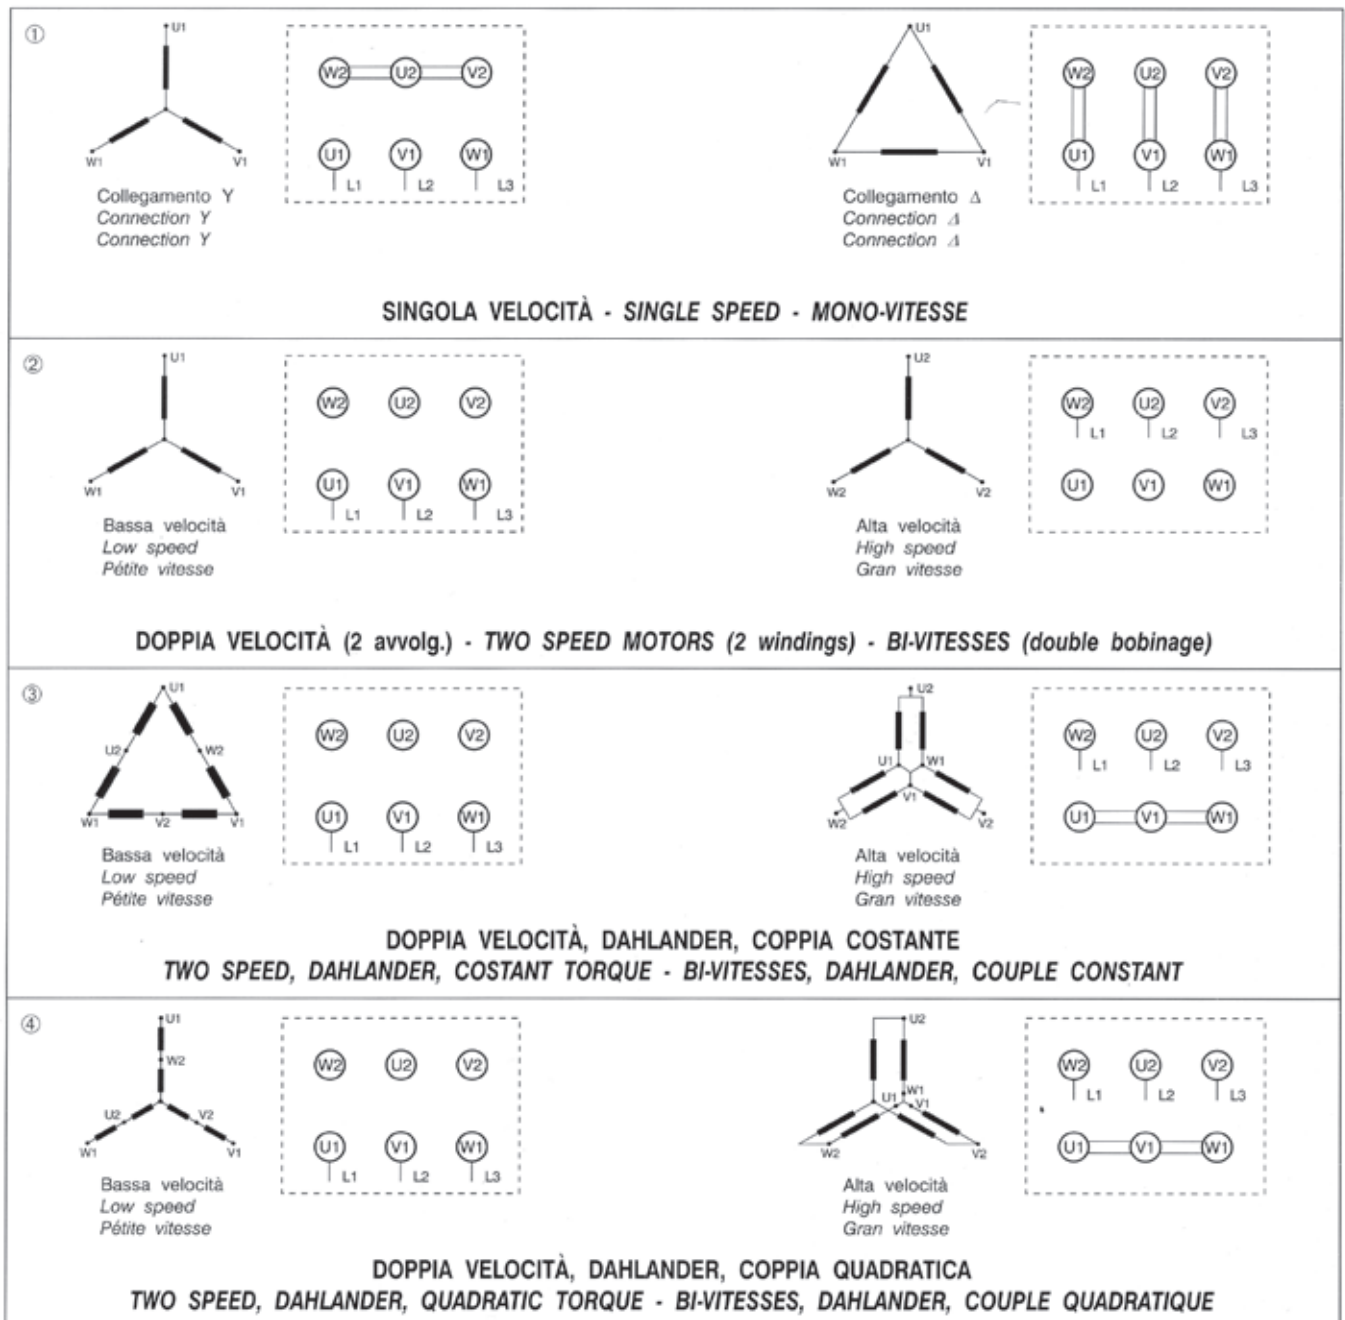 ①
U1
W1 V1
W2 U2 V2
U1 V1 W1
L1 L2 L3
Collegamento Y
Connection Y
Connection Y
U1
W1 V1
W2 U2 V2
U1 V1 W1
L1 L2 L3
Collegamento Δ
Connection Δ
Connection Δ
SINGOLA VELOCITÀ - SINGLE SPEED - MONO-VITESSE
②
U1
W1 V1
W2 U2 V2
U1 V1 W1
L1 L2 L3
Bassa velocità
Low speed
Pétite vitesse
U2
W2 V2
W2 U2 V2
L1 L2 L3
U1 V1 W1
Alta velocità
High speed
Gran vitesse
DOPPIA VELOCITÀ (2 avvolg.) - TWO SPEED MOTORS (2 windings) - BI-VITESSES (double bobinage)
③
U1
U2 W2
W1 V2 V1
W2 U2 V2
U1 V1 W1
L1 L2 L3
Bassa velocità
Low speed
Pétite vitesse
U2
U1 W1
V1
W2 V2
W2 U2 V2
L1 L2 L3
U1 V1 W1
Alta velocità
High speed
Gran vitesse
DOPPIA VELOCITÀ, DAHLANDER, COPPIA COSTANTE
TWO SPEED, DAHLANDER, COSTANT TORQUE - BI-VITESSES, DAHLANDER, COUPLE CONSTANT
④
U1
W2
U2 V2
W1 V1
W2 U2 V2
U1 V1 W1
L1 L2 L3
Bassa velocità
Low speed
Pétite vitesse
U2
W1
U1 V1
W2 V2
W2 U2 V2
L1 L2 L3
U1 V1 W1
Alta velocità
High speed
Gran vitesse
DOPPIA VELOCITÀ, DAHLANDER, COPPIA QUADRATICA
TWO SPEED, DAHLANDER, QUADRATIC TORQUE - BI-VITESSES, DAHLANDER, COUPLE QUADRATIQUE